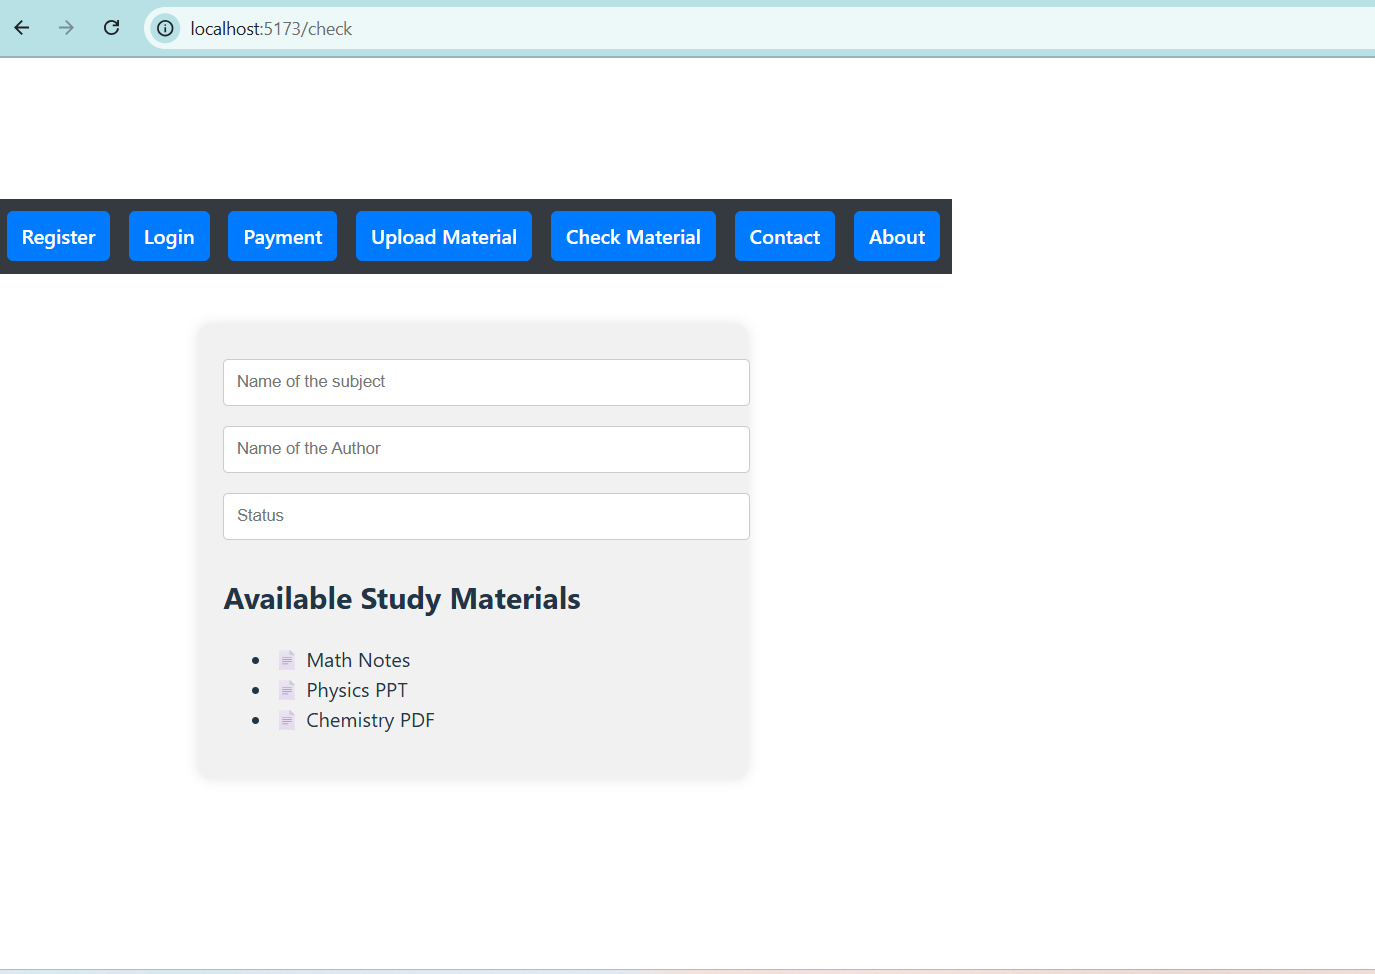 localhost:5173/check
Register Login Payment Upload Material Check Material Contact About
Name of the subject
Name of the Author
Status
Available Study Materials
Math Notes
Physics PPT
Chemistry PDF